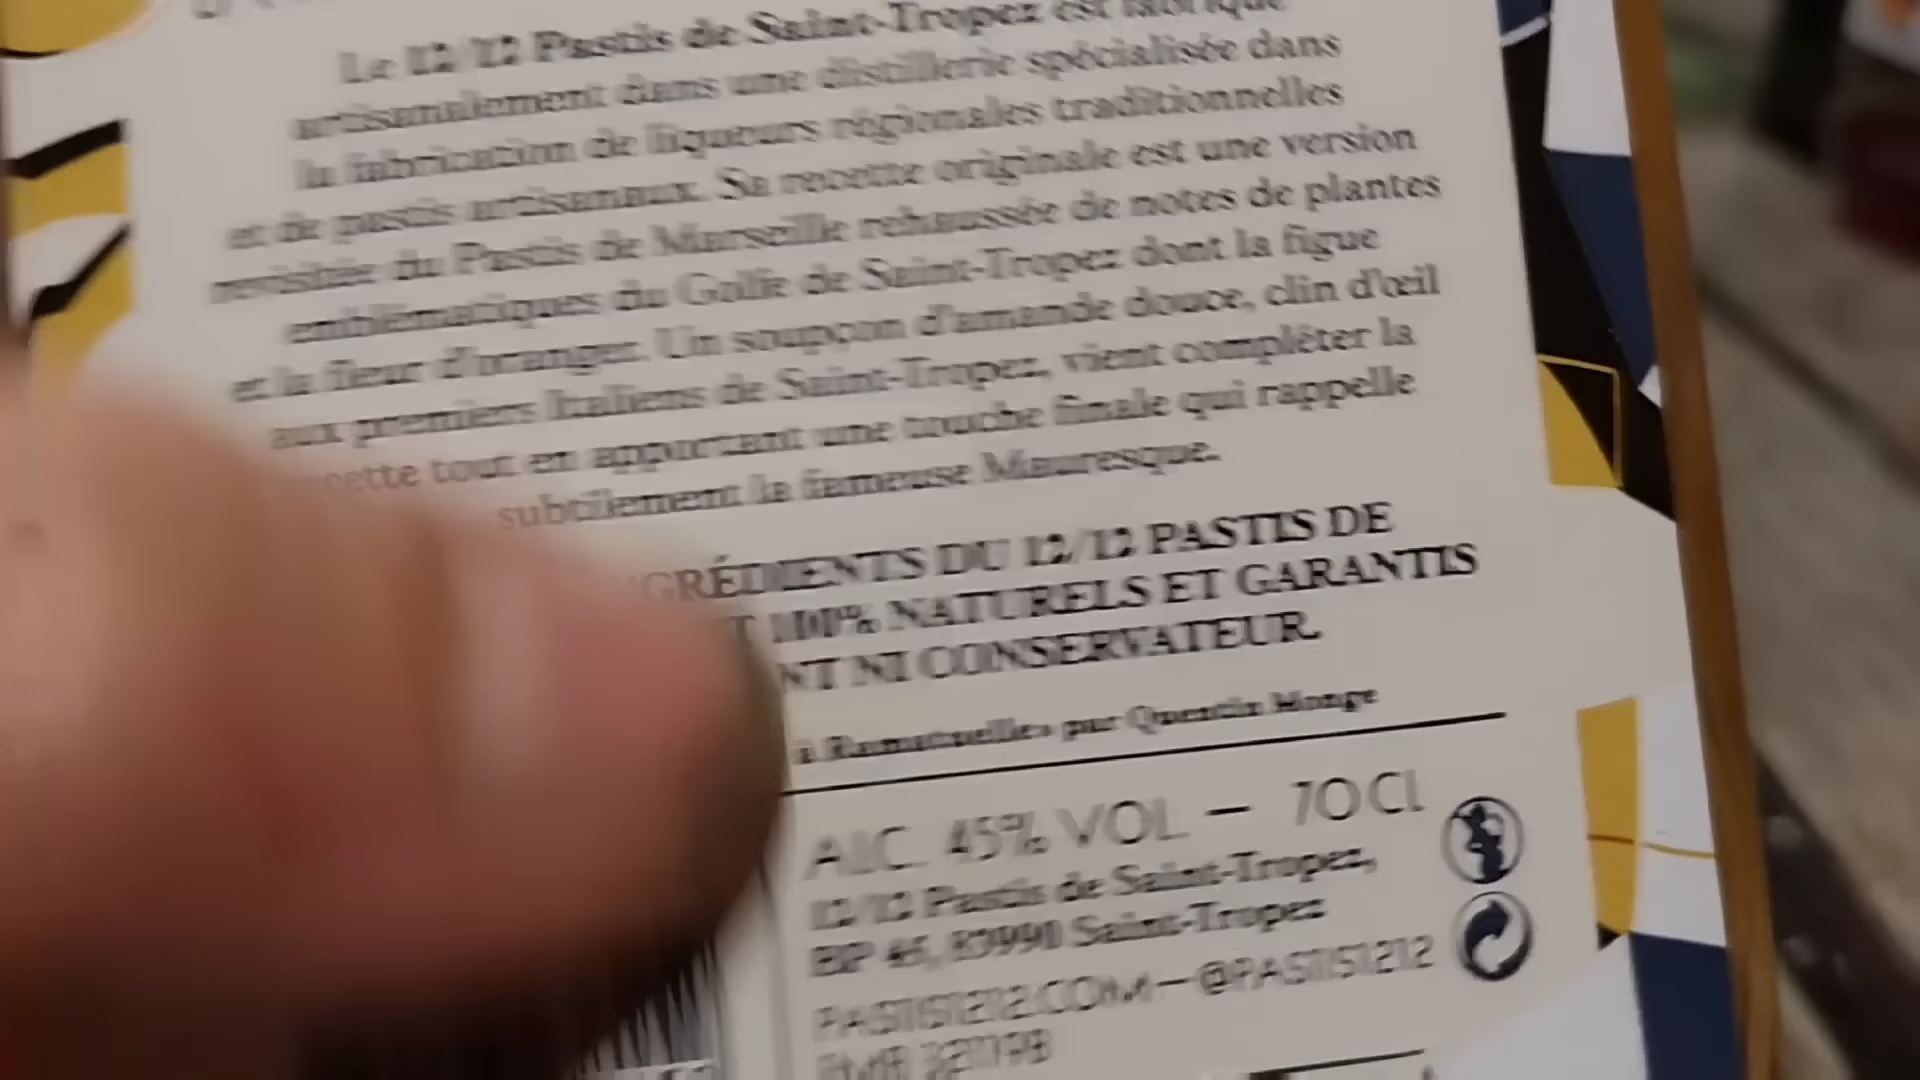 Le 12/12 Pastis de Saint-Tropez est fabriqué
artisanalement dans une distillerie spécialisée dans
la fabrication de liqueurs régionales traditionnelles
et de pastis artisanaux. Sa recette originale est une version
revisitée du Pastis de Marseille rehaussée de notes de plantes
emblématiques du Golfe de Saint-Tropez dont la figue
et la fleur d'oranger. Un soupçon d'amande douce, clin d'œil
aux premiers Italiens de Saint-Tropez, vient compléter la
cette tout en apportant une touche finale qui rappelle
subtilement la fameuse Mauresque.
GRÉDIENTS DU 12/12 PASTIS DE
T 100% NATURELS ET GARANTIS
NT NI CONSERVATEUR.
à Ramatuelle» par Quentin Monge
ALC. 45% VOL — 70 CL
12/12 Pastis de Saint-Tropez,
BP 46, 83990 Saint-Tropez
PASTIS1212.COM — @PASTIS1212